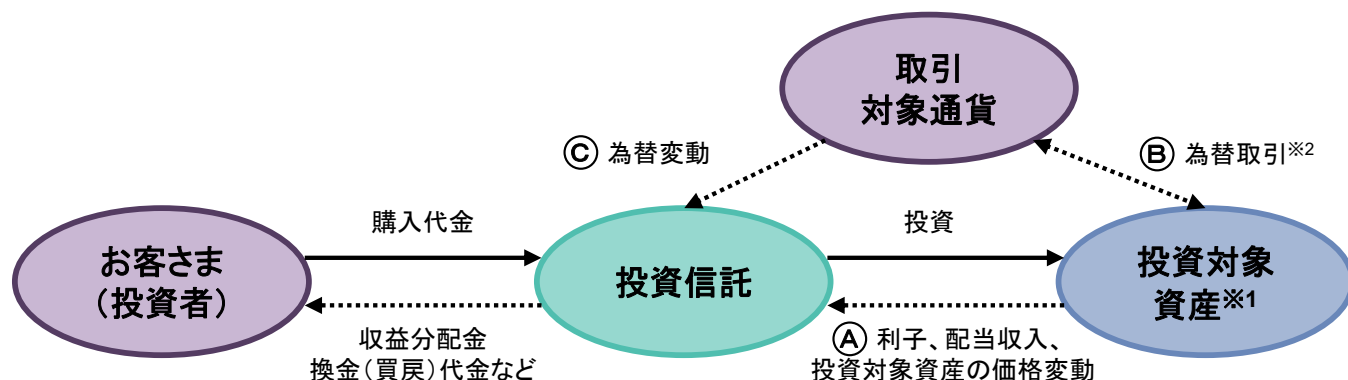 取引
対象通貨
Ⓒ 為替変動
Ⓑ 為替取引※2
購入代金
投資
お客さま
（投資者）
投資信託
投資対象
資産※1
収益分配金
換金（買戻）代金など
Ⓐ 利子、配当収入、
投資対象資産の価格変動